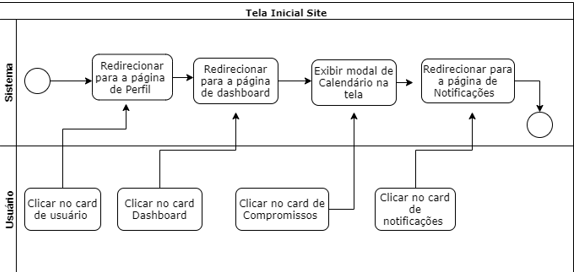 Tela Inicial Site
Sistema
Redirecionar
para a página
de Perfil
Redirecionar
para a página
de dashboard
Exibir modal de
Calendário na
tela
Redirecionar para
a página de
Notificações
Usuário
Clicar no card
de usuário
Clicar no card
Dashboard
Clicar no card de
Compromissos
Clicar no card
de
notificações